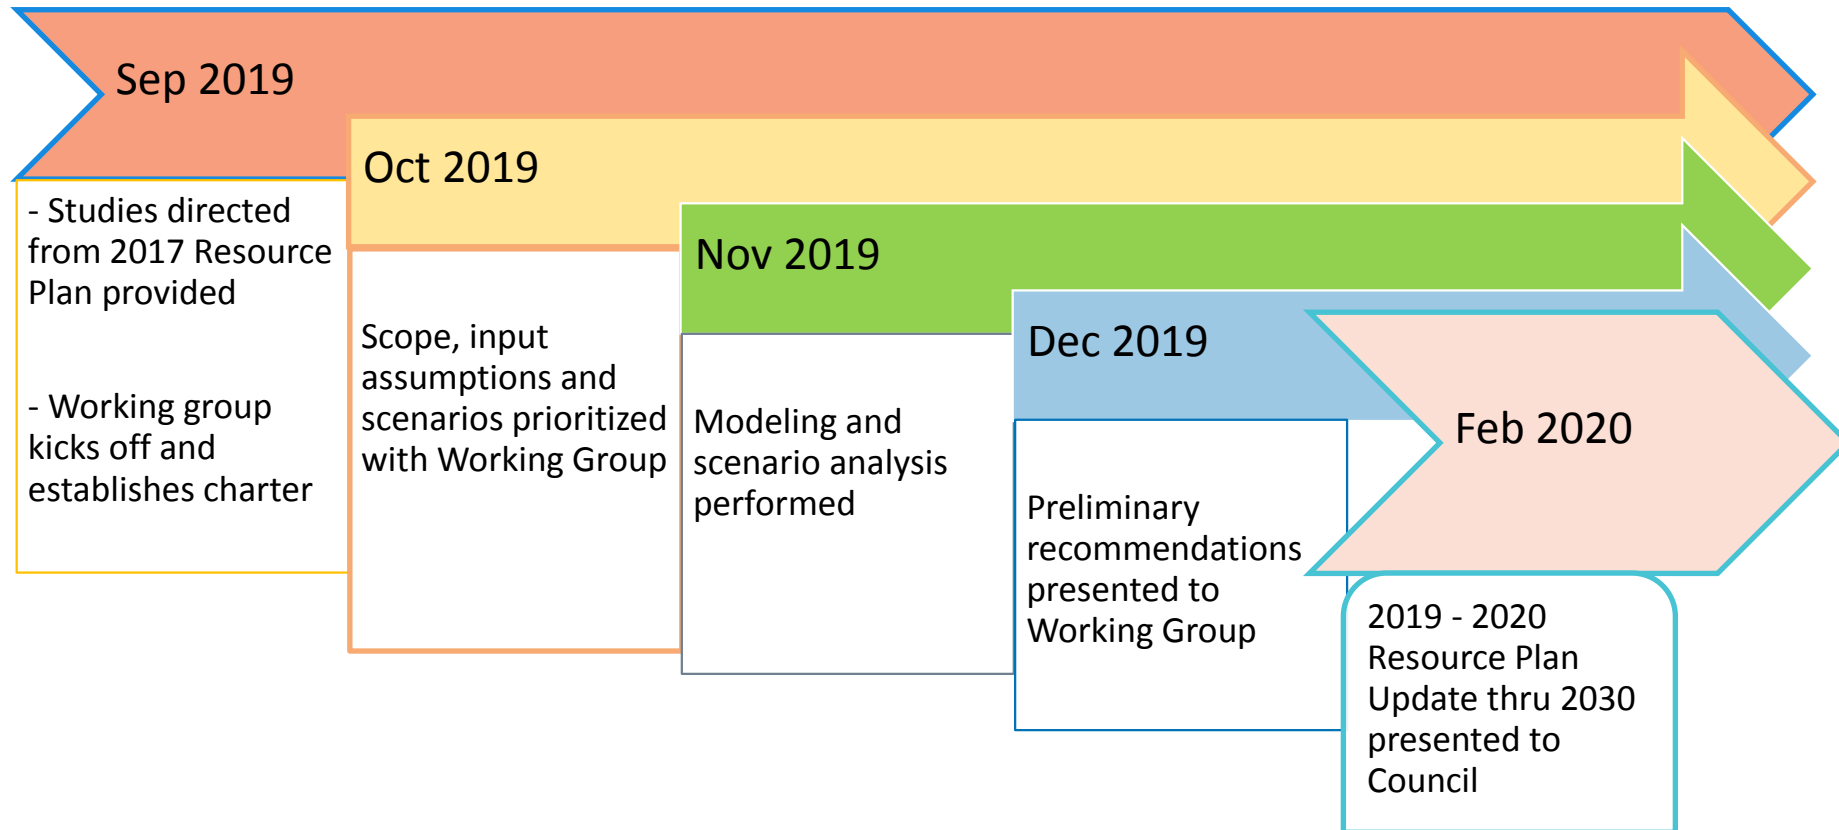 Sep 2019
- Studies directed
from 2017 Resource
Plan provided
- Working group
kicks off and
establishes charter
Oct 2019
Scope, input
assumptions and
scenarios prioritized
with Working Group
Nov 2019
Modeling and
scenario analysis
performed
Dec 2019
Preliminary
recommendations
presented to
Working Group
Feb 2020
2019 - 2020
Resource Plan
Update thru 2030
presented to
Council